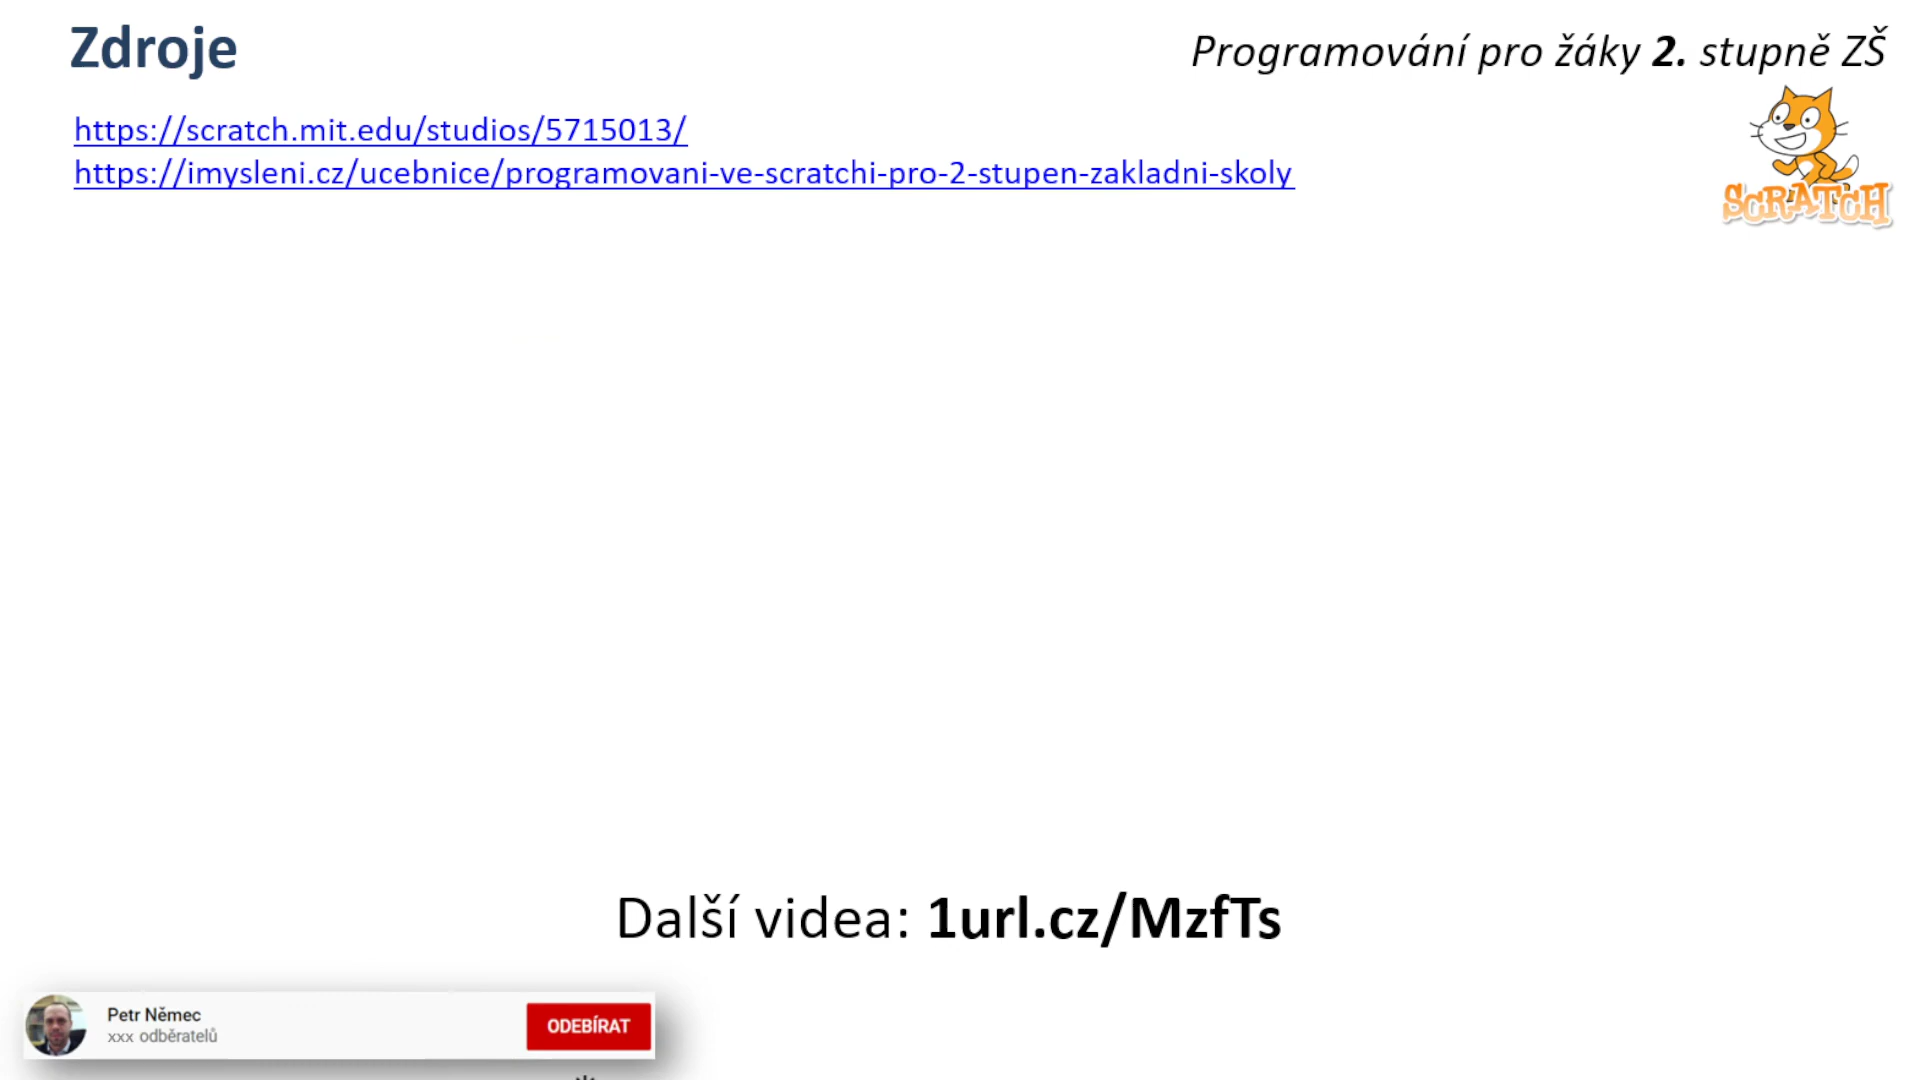 Zdroje
Programování pro žáky 2. stupně ZŠ
https://scratch.mit.edu/studios/5715013/
https://imysleni.cz/ucebnice/programovani-ve-scratchi-pro-2-stupen-zakladni-skoly
SCRATCH
Další videa: 1url.cz/MzfTs
Petr Němec
xxx odběratelů
ODEBÍRAT